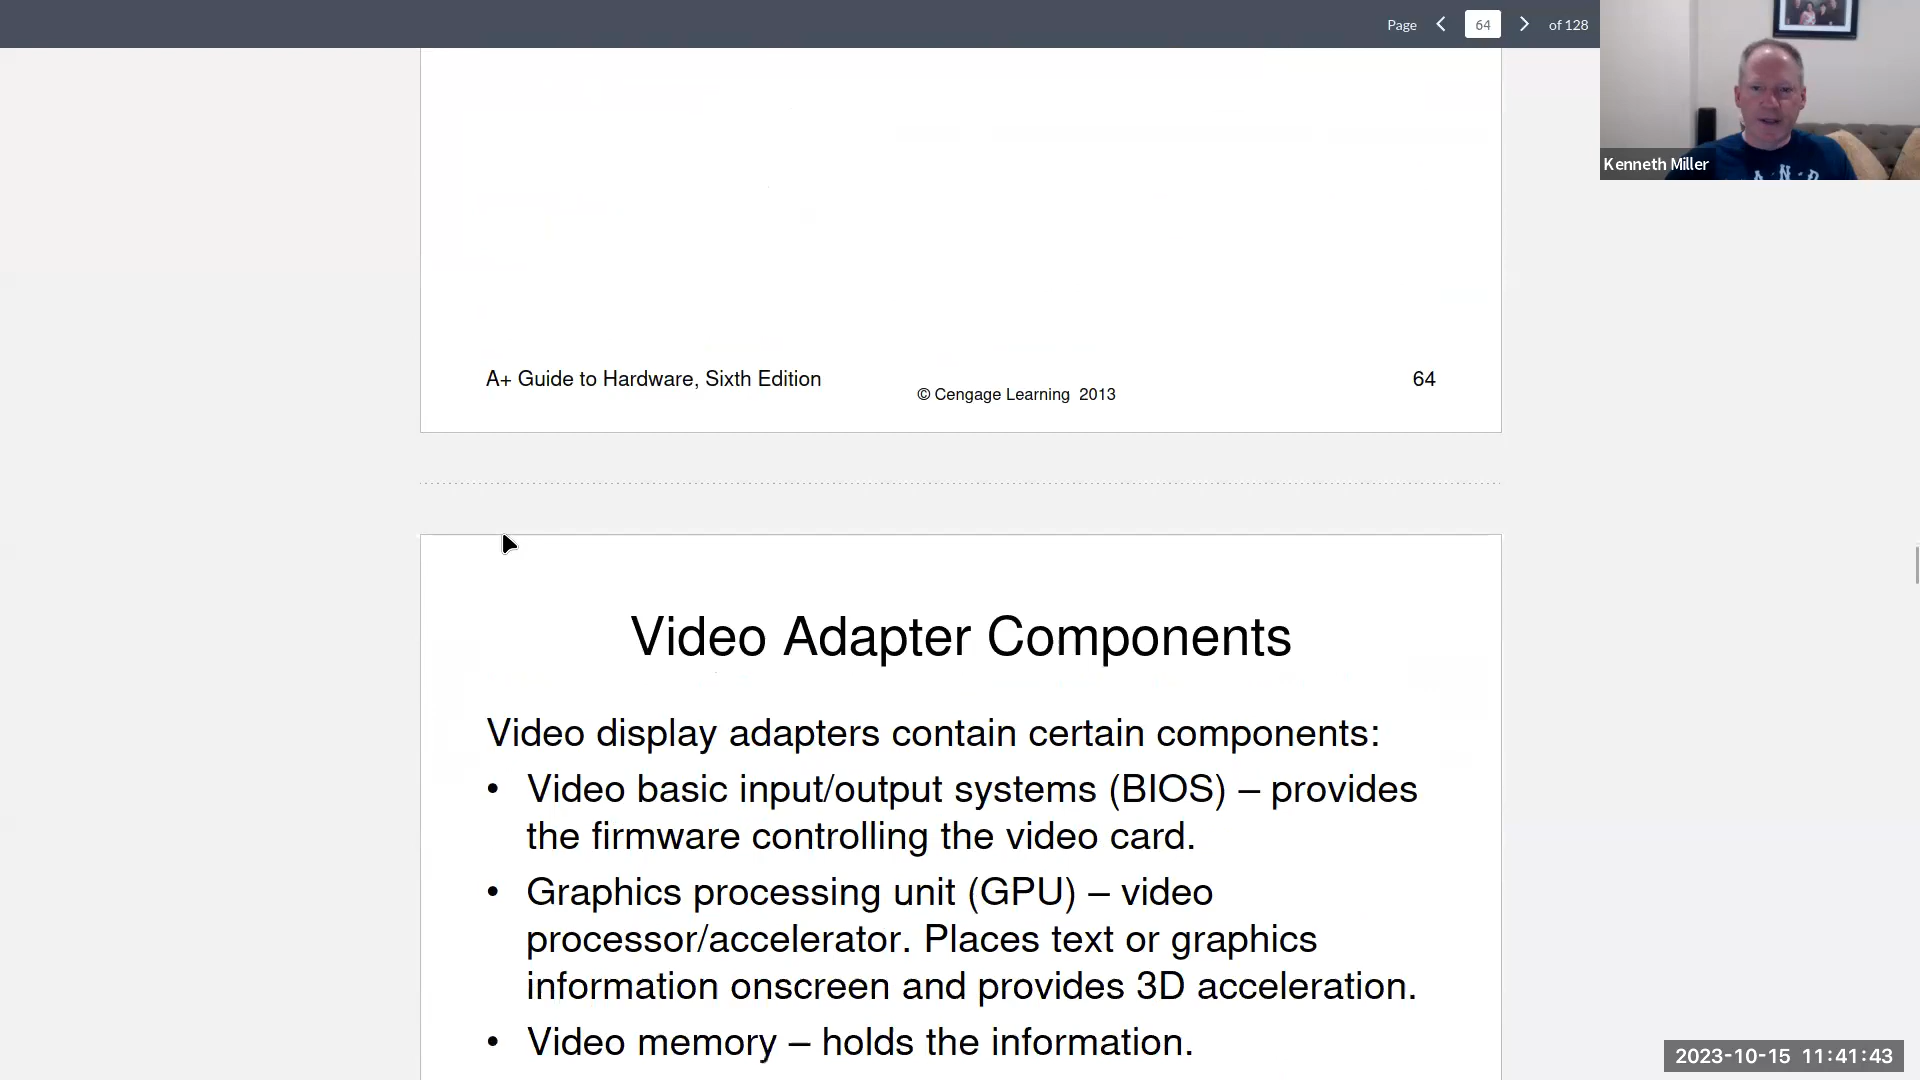 Page 64 of 128
Kenneth Miller
A+ Guide to Hardware, Sixth Edition
© Cengage Learning 2013
64
Video Adapter Components
Video display adapters contain certain components:
• Video basic input/output systems (BIOS) – provides
the firmware controlling the video card.
• Graphics processing unit (GPU) – video
processor/accelerator. Places text or graphics
information onscreen and provides 3D acceleration.
• Video memory – holds the information.
2023-10-15 11:41:43